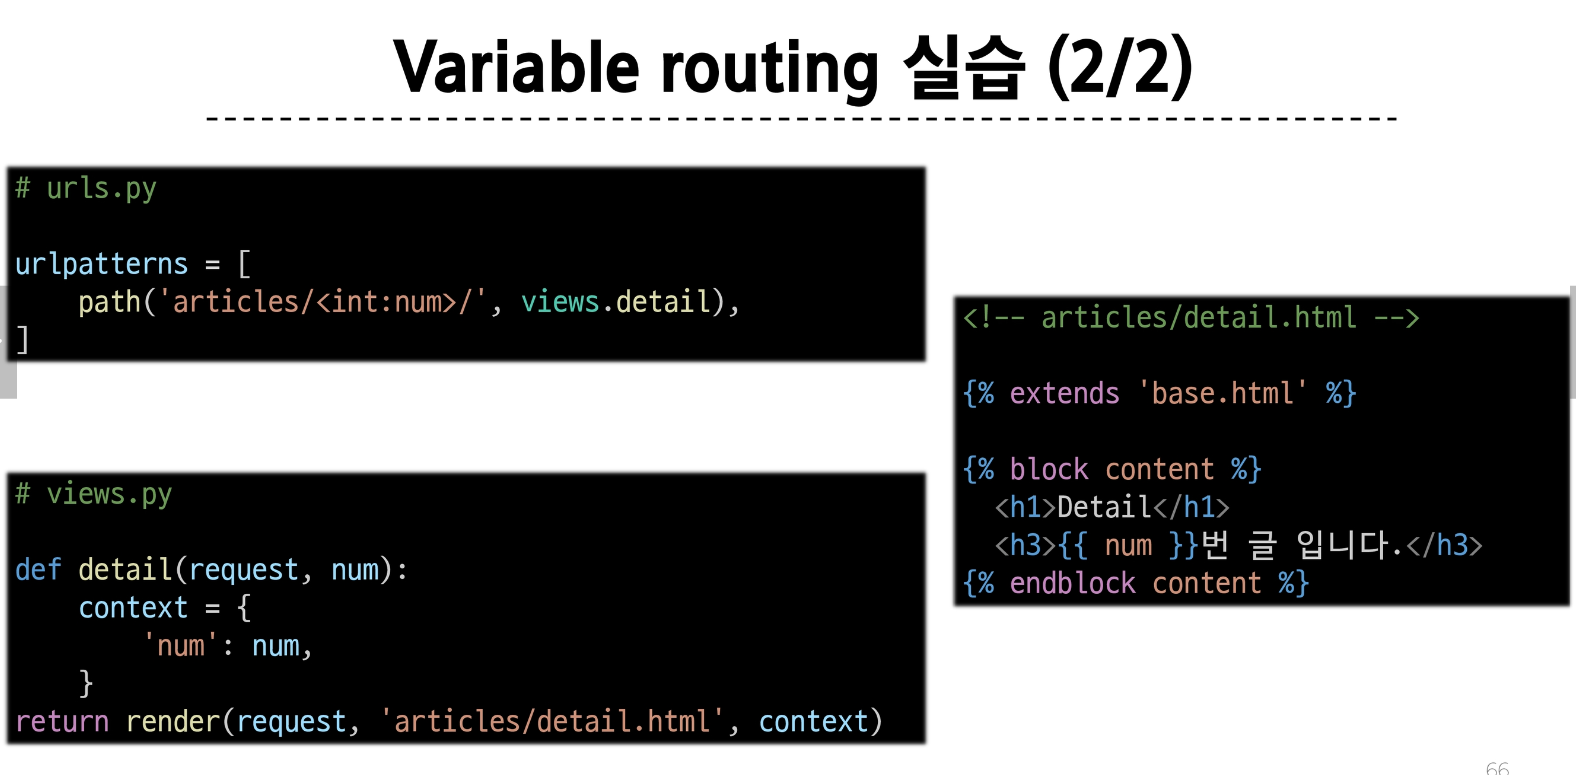 Variable routing 실습 (2/2)
# urls.py
urlpatterns = [
    path('articles/<int:num>/', views.detail),
]
# views.py
def detail(request, num):
    context = {
        'num': num,
    }
return render(request, 'articles/detail.html', context)
<!-- articles/detail.html -->
{% extends 'base.html' %}
{% block content %}
  <h1>Detail</h1>
  <h3>{{ num }}번 글 입니다.</h3>
{% endblock content %}
66